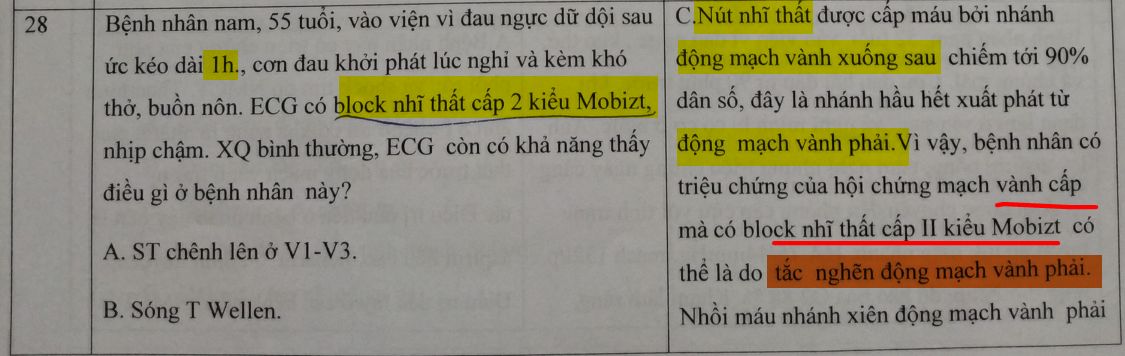 28
Bệnh nhân nam, 55 tuổi, vào viện vì đau ngực dữ dội sau
ức kéo dài 1h., cơn đau khởi phát lúc nghỉ và kèm khó
thở, buồn nôn. ECG có block nhĩ thất cấp 2 kiểu Mobizt,
nhịp chậm. XQ bình thường, ECG còn có khả năng thấy
điều gì ở bệnh nhân này?
A. ST chênh lên ở V1-V3.
B. Sóng T Wellen.
C.Nút nhĩ thất được cấp máu bởi nhánh
động mạch vành xuống sau chiếm tới 90%
dân số, đây là nhánh hầu hết xuất phát từ
động mạch vành phải.Vì vậy, bệnh nhân có
triệu chứng của hội chứng mạch vành cấp
mà có block nhĩ thất cấp II kiểu Mobizt có
thể là do tắc nghẽn động mạch vành phải.
Nhồi máu nhánh xiên động mạch vành phải